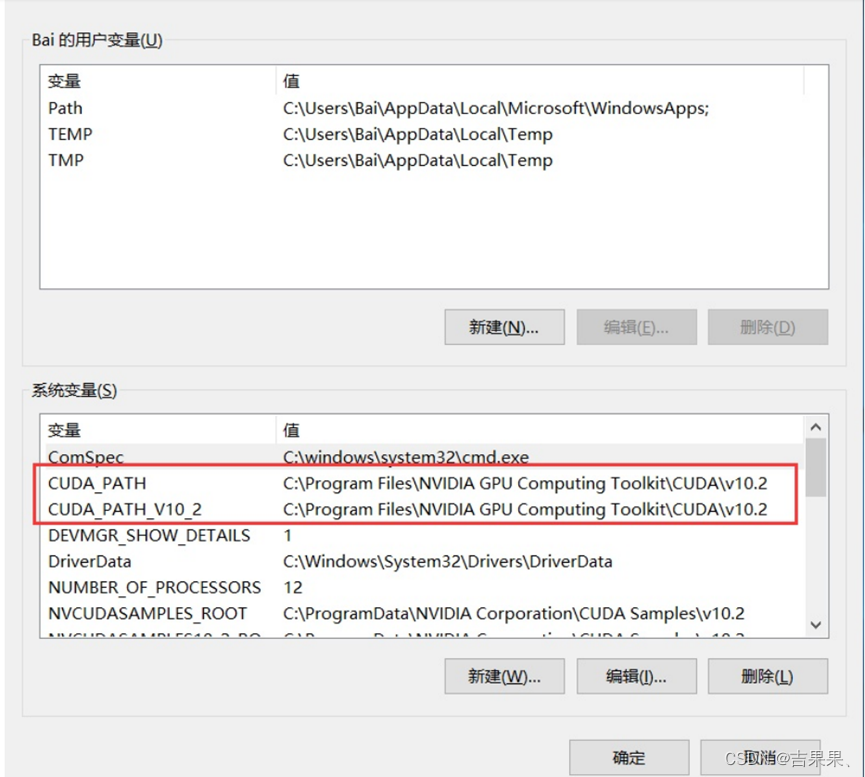 Bai 的用户变量(U)
变量 值
Path C:\Users\Bai\AppData\Local\Microsoft\WindowsApps;
TEMP C:\Users\Bai\AppData\Local\Temp
TMP C:\Users\Bai\AppData\Local\Temp
新建(N)... 编辑(E)... 删除(D)
系统变量(S)
变量 值
ComSpec C:\windows\system32\cmd.exe
CUDA_PATH C:\Program Files\NVIDIA GPU Computing Toolkit\CUDA\v10.2
CUDA_PATH_V10_2 C:\Program Files\NVIDIA GPU Computing Toolkit\CUDA\v10.2
DEVMGR_SHOW_DETAILS 1
DriverData C:\Windows\System32\Drivers\DriverData
NUMBER_OF_PROCESSORS 12
NVCUDASAMPLES_ROOT C:\ProgramData\NVIDIA Corporation\CUDA Samples\v10.2
新建(W)... 编辑(I)... 删除(L)
确定 取消
CSDN @吉果果、